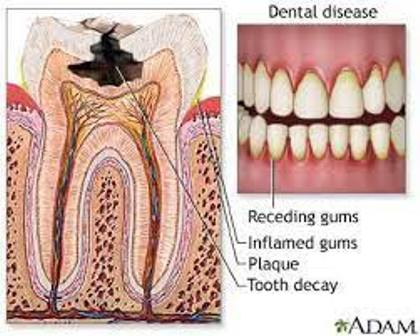 Dental disease
Receding gums
Inflamed gums
Plaque
Tooth decay
ADAM